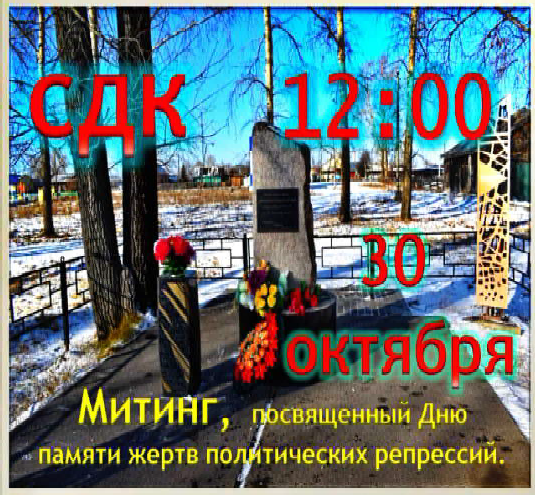 СДК 12:00
30
октября
Митинг, посвященный Дню
памяти жертв политических репрессий.